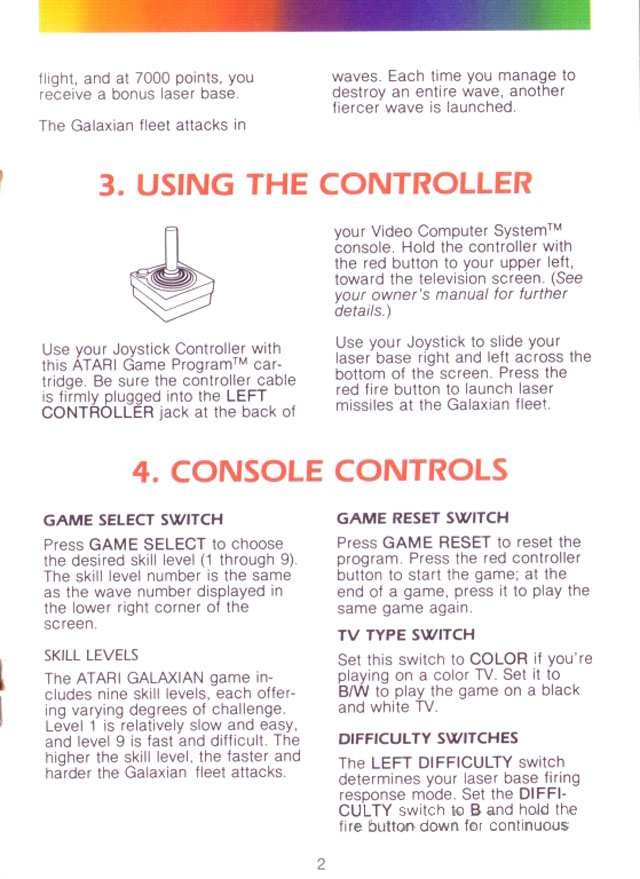 flight, and at 7000 points, you
receive a bonus laser base.
The Galaxian fleet attacks in
waves. Each time you manage to
destroy an entire wave, another
fiercer wave is launched.
3. USING THE CONTROLLER
Use your Joystick Controller with
this ATARI Game Program™ car-
tridge. Be sure the controller cable
is firmly plugged into the LEFT
CONTROLLER jack at the back of
your Video Computer System™
console. Hold the controller with
the red button to your upper left,
toward the television screen. (See
your owner's manual for further
details.)
Use your Joystick to slide your
laser base right and left across the
bottom of the screen. Press the
red fire button to launch laser
missiles at the Galaxian fleet.
4. CONSOLE CONTROLS
GAME SELECT SWITCH
Press GAME SELECT to choose
the desired skill level (1 through 9).
The skill level number is the same
as the wave number displayed in
the lower right corner of the
screen.
SKILL LEVELS
The ATARI GALAXIAN game in-
cludes nine skill levels, each offer-
ing varying degrees of challenge.
Level 1 is relatively slow and easy,
and level 9 is fast and difficult. The
higher the skill level, the faster and
harder the Galaxian fleet attacks.
GAME RESET SWITCH
Press GAME RESET to reset the
program. Press the red controller
button to start the game; at the
end of a game, press it to play the
same game again.
TV TYPE SWITCH
Set this switch to COLOR if you're
playing on a color TV. Set it to
B/W to play the game on a black
and white TV.
DIFFICULTY SWITCHES
The LEFT DIFFICULTY switch
determines your laser base firing
response mode. Set the DIFFI-
CULTY switch to B and hold the
fire button down for continuous
2